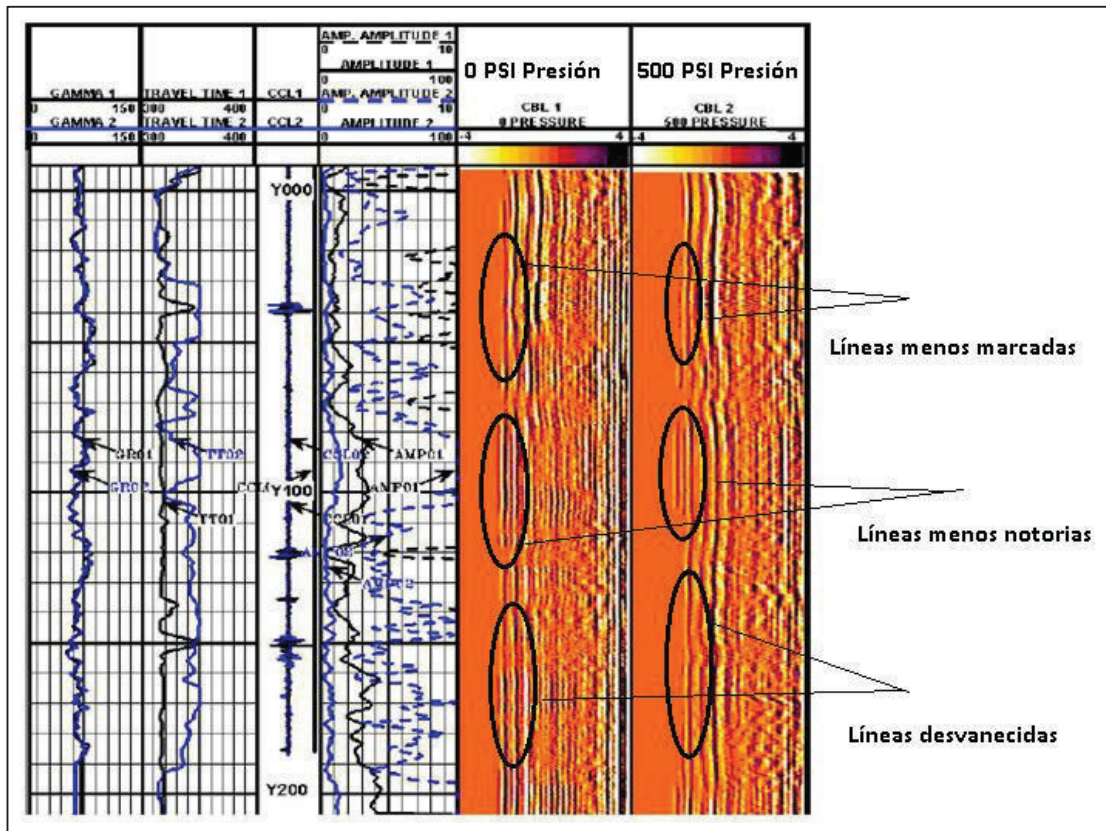 AMP. AMPLITUDE 1
0 10
AMPLITUDE 1
0 100
GAMMA 1 TRAVEL TIME 1 CCL1 AMP. AMPLITUDE 2
0 150 300 400 0 10
GAMMA 2 TRAVEL TIME 2 CCL2 AMPLITUDE 2
0 150 300 400 0 100
0 PSI Presión 500 PSI Presión
CBL 1 CBL 2
0 PRESSURE 500 PRESSURE
-4 4 -4 4
Y000
Líneas menos marcadas
GR01 TT02 CCL02 AMP01
GR02 Y100 AMP01
TT01 CCL01
Líneas menos notorias
AMP02
Líneas desvanecidas
Y200